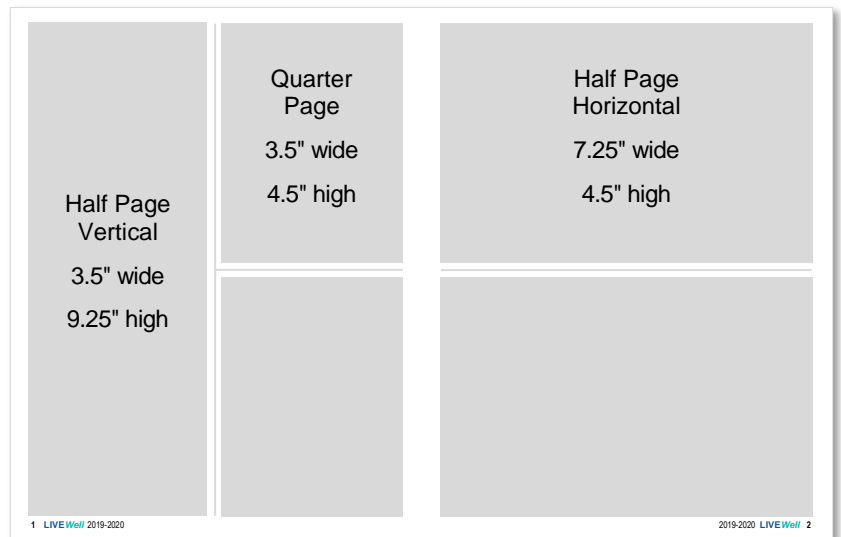 Half Page
Vertical
3.5" wide
9.25" high
Quarter
Page
3.5" wide
4.5" high
Half Page
Horizontal
7.25" wide
4.5" high
1 LIVEWell 2019-2020
2019-2020 LIVEWell 2